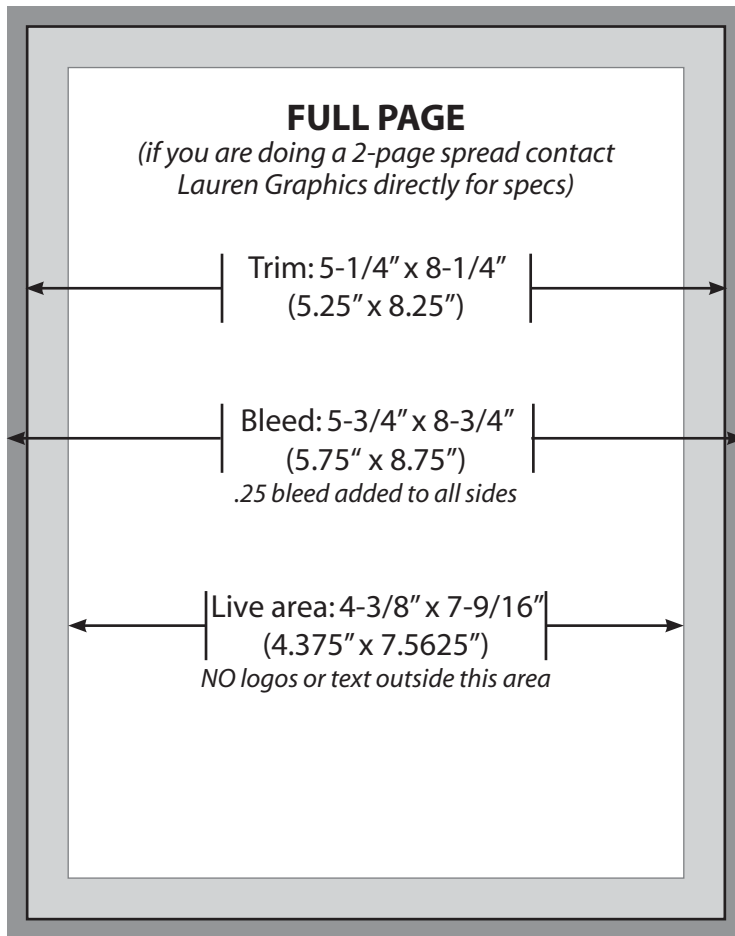 FULL PAGE
(if you are doing a 2-page spread contact
Lauren Graphics directly for specs)
Trim: 5-1/4” x 8-1/4”
(5.25” x 8.25”)
Bleed: 5-3/4” x 8-3/4”
(5.75“ x 8.75”)
.25 bleed added to all sides
Live area: 4-3/8” x 7-9/16”
(4.375” x 7.5625”)
NO logos or text outside this area